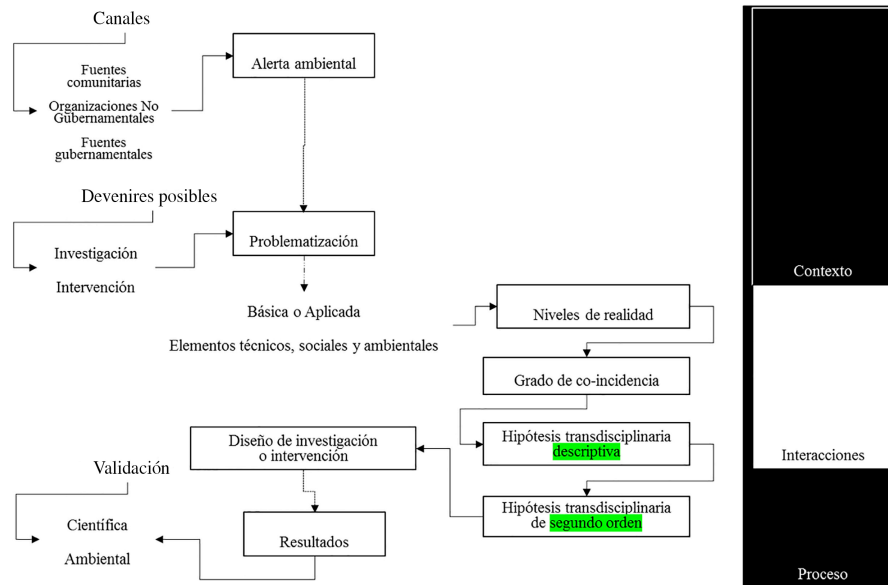 Canales
Fuentes
comunitarias
Organizaciones No
Gubernamentales
Fuentes
gubernamentales
Alerta ambiental
Devenires posibles
Investigación
Intervención
Problematización
Básica o Aplicada
Elementos técnicos, sociales y ambientales
Niveles de realidad
Grado de co-incidencia
Hipótesis transdisciplinaria
descriptiva
Hipótesis transdisciplinaria
de segundo orden
Diseño de investigación
o intervención
Resultados
Validación
Científica
Ambiental
Contexto
Interacciones
Proceso